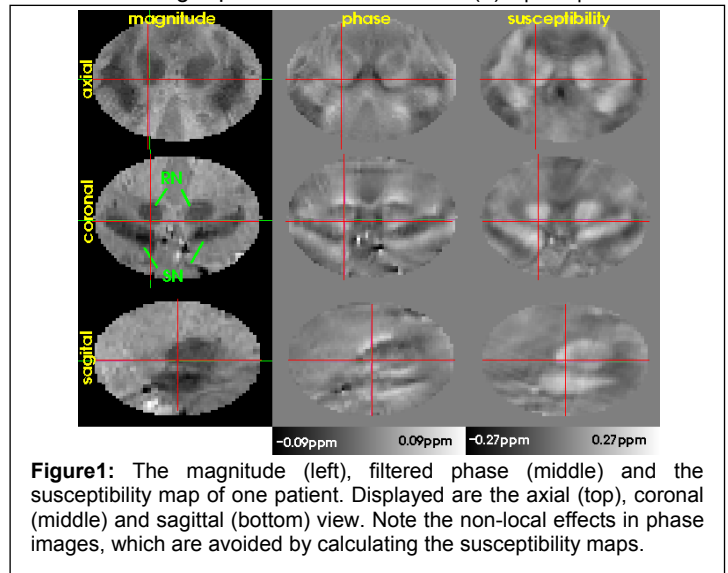 magnitude phase susceptibility
axial
coronal
RN
SN
sagital
−0.09ppm 0.09ppm −0.27ppm 0.27ppm
Figure1: The magnitude (left), filtered phase (middle) and the
susceptibility map of one patient. Displayed are the axial (top), coronal
(middle) and sagittal (bottom) view. Note the non-local effects in phase
images, which are avoided by calculating the susceptibility maps.